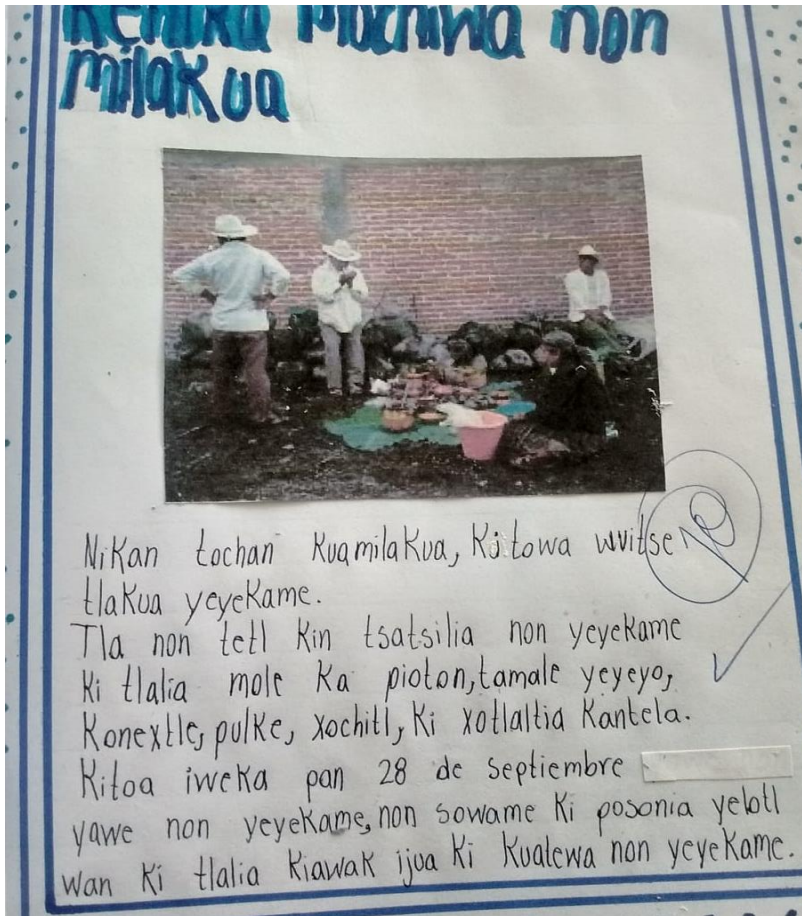 Kenika mochiwa non
milakua
Nikan tochan kuamilakua, kitowa wvitse
tlakua yeyekame.
Tla non tetl kin tsatsilia non yeyekame
ki tlalia mole ka pioton, tamale yeyeyo,
Konextle, pulke, xochitl, ki xotlaltia kantela.
Kitoa iweka pan 28 de septiembre
yawe non yeyekame, non sowame ki posonia yelotl
wan ki tlalia kiawak ijua ki kualewa non yeyekame.